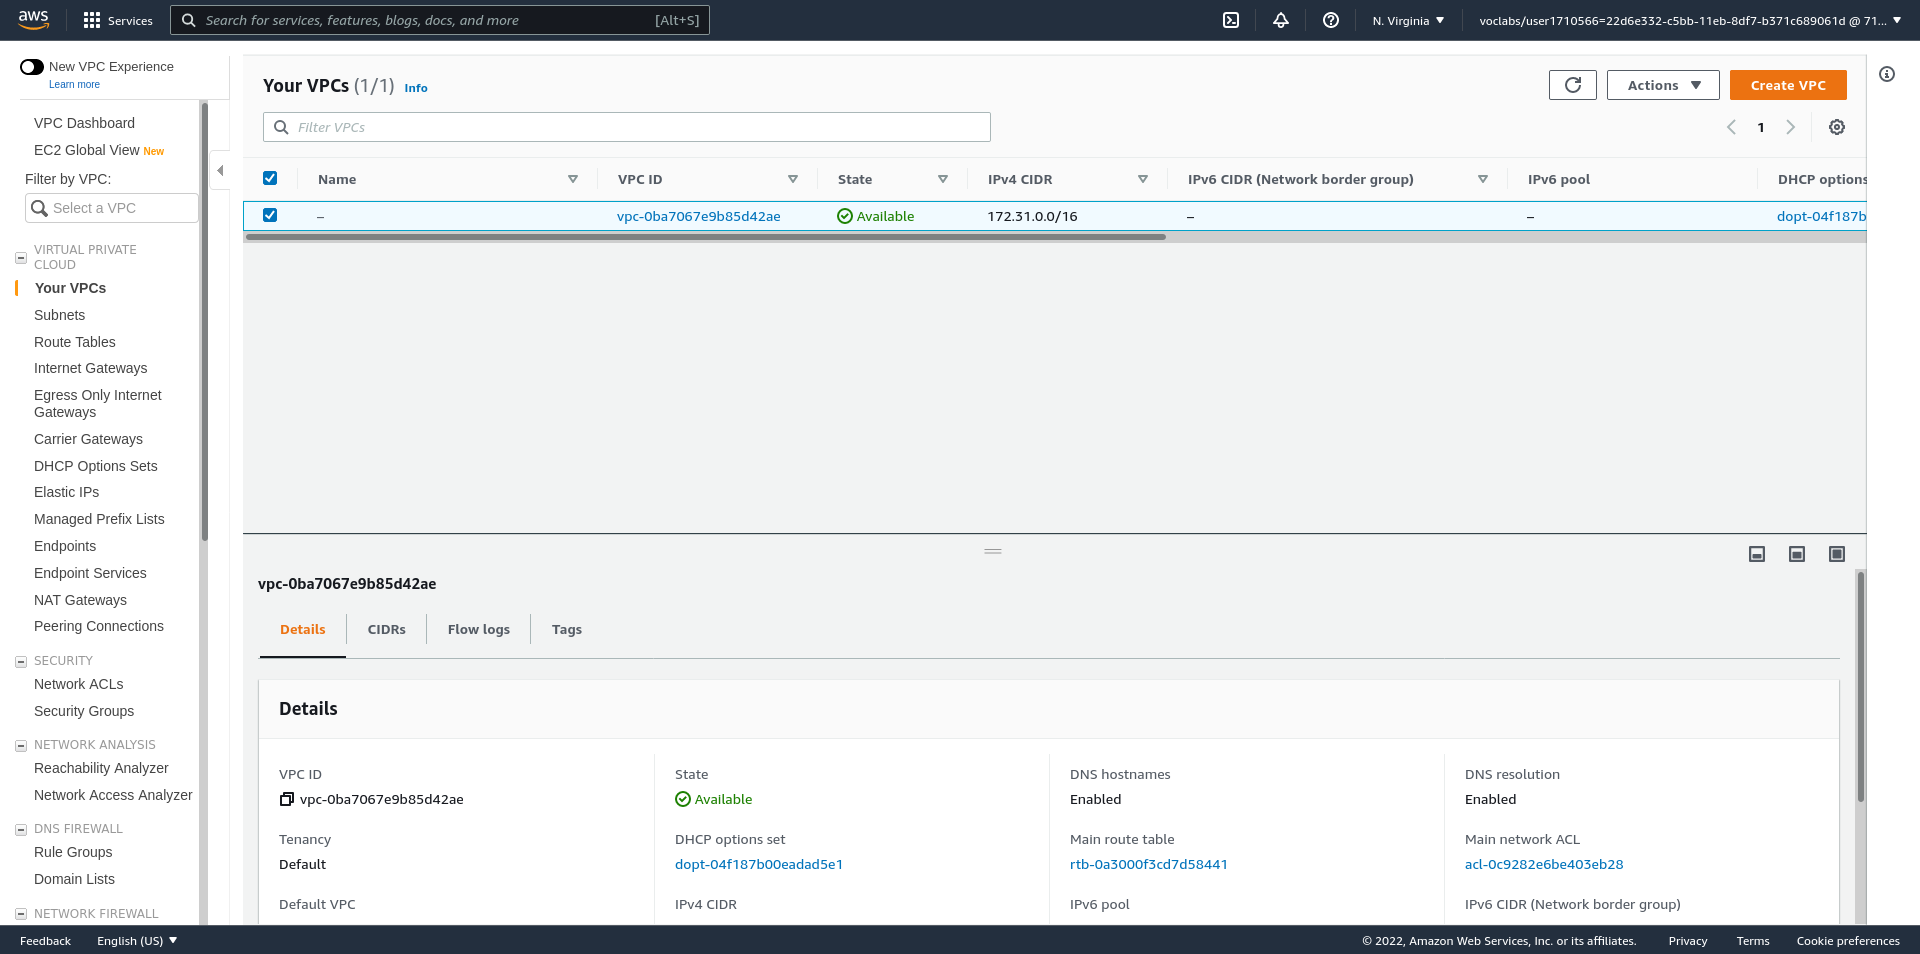 aws
Services
Search for services, features, blogs, docs, and more [Alt+S]
N. Virginia
voclabs/user1710566=22d6e332-c5bb-11eb-8df7-b371c689061d @ 71...
New VPC Experience
Learn more
VPC Dashboard
EC2 Global View New
Filter by VPC:
Select a VPC
VIRTUAL PRIVATE
CLOUD
Your VPCs
Subnets
Route Tables
Internet Gateways
Egress Only Internet
Gateways
Carrier Gateways
DHCP Options Sets
Elastic IPs
Managed Prefix Lists
Endpoints
Endpoint Services
NAT Gateways
Peering Connections
SECURITY
Network ACLs
Security Groups
NETWORK ANALYSIS
Reachability Analyzer
Network Access Analyzer
DNS FIREWALL
Rule Groups
Domain Lists
NETWORK FIREWALL
Your VPCs (1/1) Info
Actions
Create VPC
Filter VPCs
1
Name VPC ID State IPv4 CIDR IPv6 CIDR (Network border group) IPv6 pool DHCP options
– vpc-0ba7067e9b85d42ae Available 172.31.0.0/16 – – dopt-04f187b
vpc-0ba7067e9b85d42ae
Details CIDRs Flow logs Tags
Details
VPC ID State DNS hostnames DNS resolution
vpc-0ba7067e9b85d42ae Available Enabled Enabled
Tenancy DHCP options set Main route table Main network ACL
Default dopt-04f187b00eadad5e1 rtb-0a3000f3cd7d58441 acl-0c9282e6be403eb28
Default VPC IPv4 CIDR IPv6 pool IPv6 CIDR (Network border group)
Feedback English (US) © 2022, Amazon Web Services, Inc. or its affiliates. Privacy Terms Cookie preferences